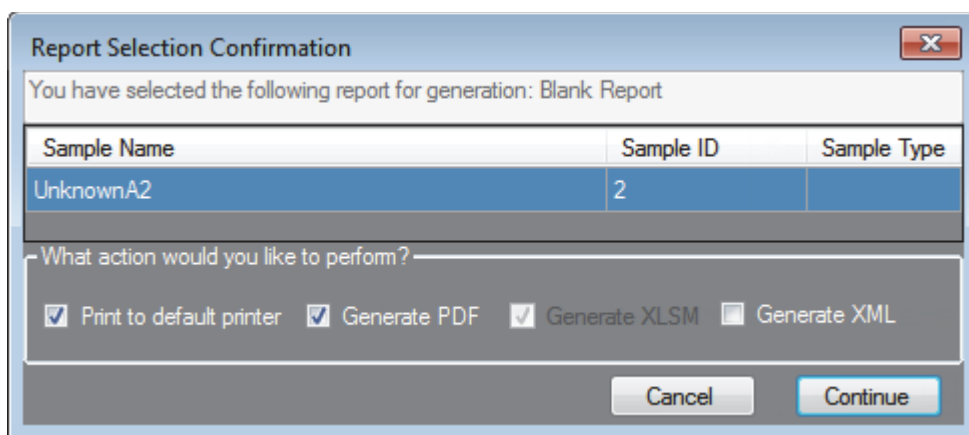 Report Selection Confirmation
You have selected the following report for generation: Blank Report
Sample Name Sample ID Sample Type
UnknownA2 2
What action would you like to perform?
Print to default printer Generate PDF Generate XLSM Generate XML
Cancel Continue